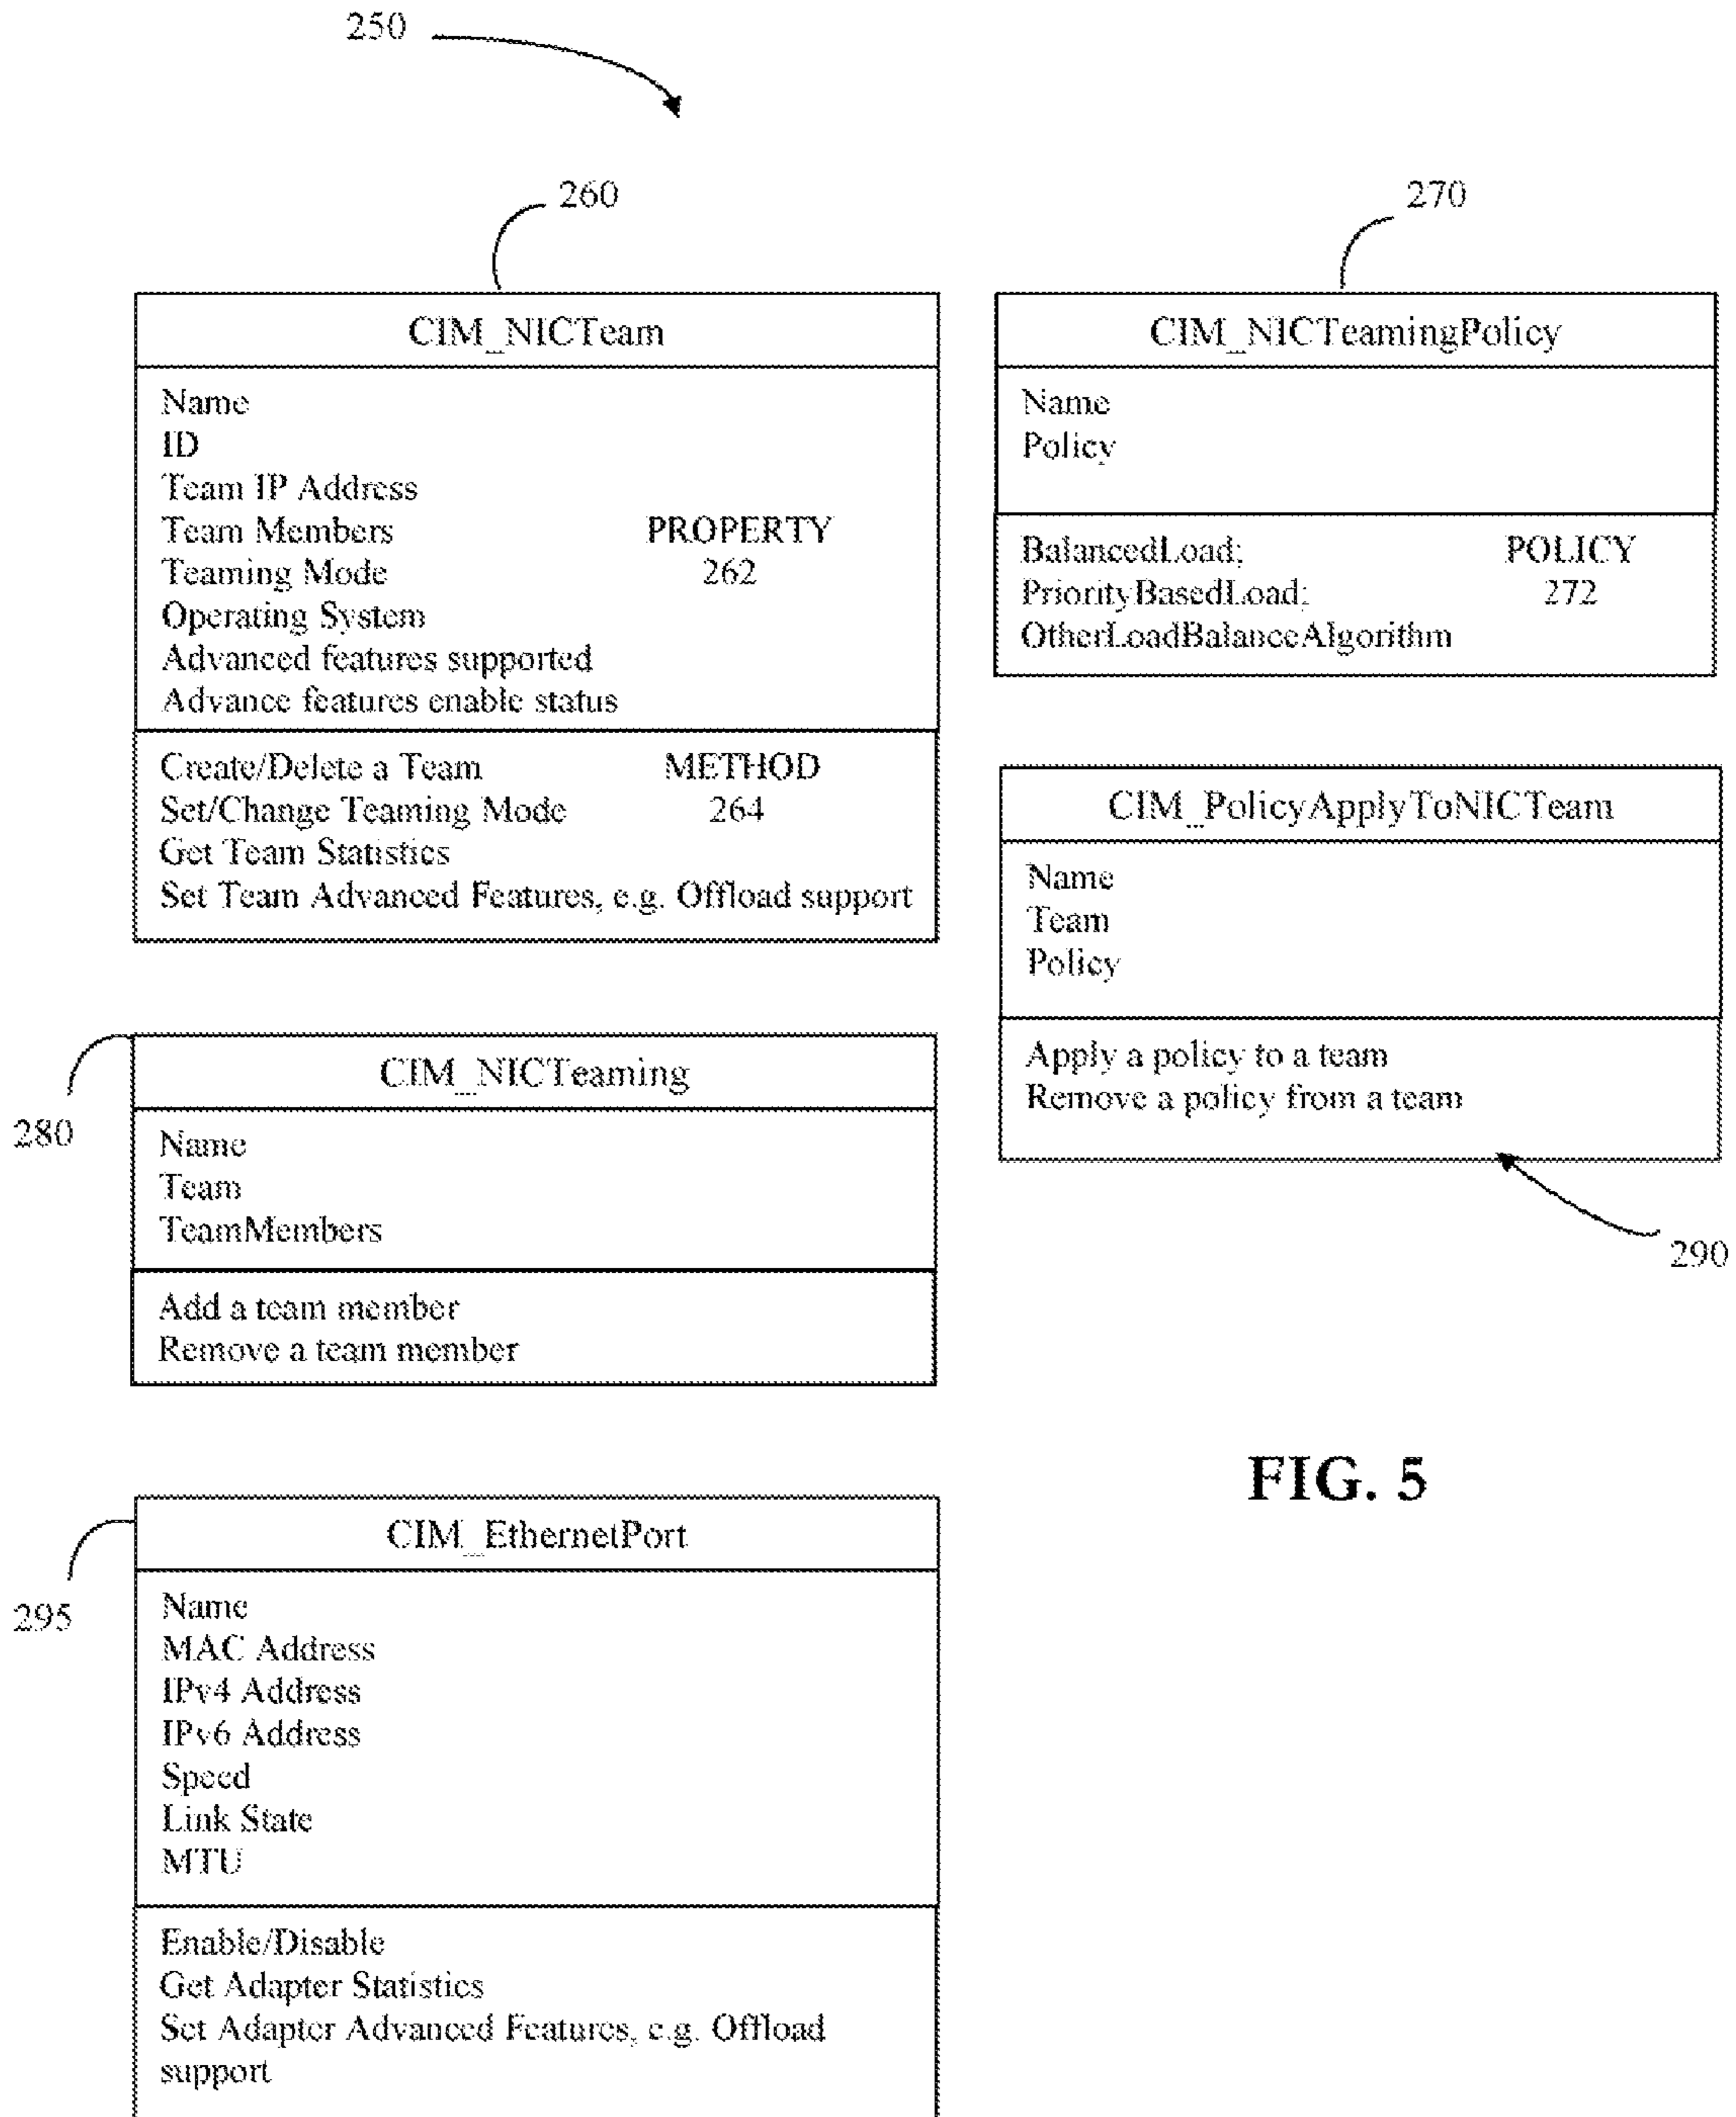 250
260
CIM_NICTeam
Name
ID
Team IP Address
Team Members PROPERTY
Teaming Mode 262
Operating System
Advanced features supported
Advance features enable status
Create/Delete a Team METHOD
Set/Change Teaming Mode 264
Get Team Statistics
Set Team Advanced Features, e.g. Offload support
270
CIM_NICTeamingPolicy
Name
Policy
BalancedLoad; POLICY
PriorityBasedLoad; 272
OtherLoadBalanceAlgorithm
CIM_PolicyApplyToNICTeam
Name
Team
Policy
Apply a policy to a team
Remove a policy from a team
290
280
CIM_NICTeaming
Name
Team
TeamMembers
Add a team member
Remove a team member
295
CIM_EthernetPort
Name
MAC Address
IPv4 Address
IPv6 Address
Speed
Link State
MTU
Enable/Disable
Get Adapter Statistics
Set Adapter Advanced Features, e.g. Offload
support
FIG. 5